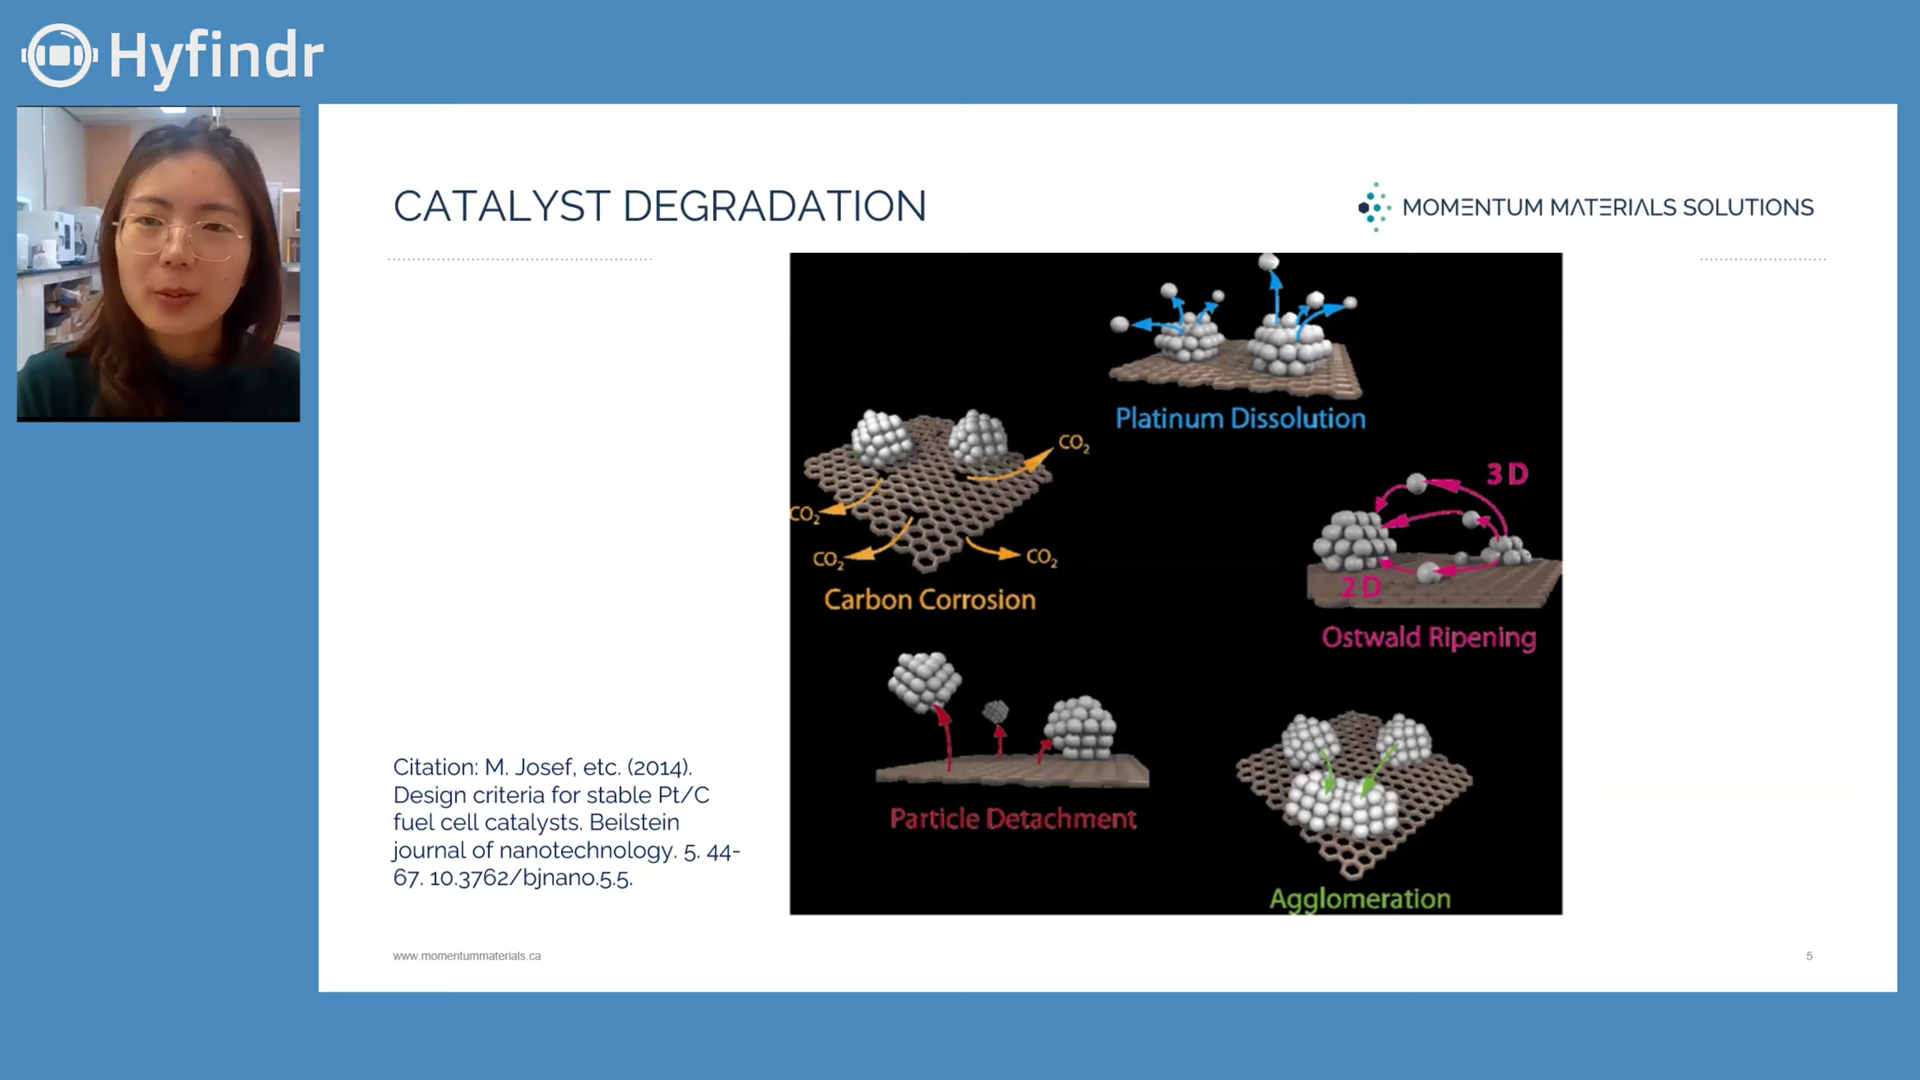 Hyfindr
CATALYST DEGRADATION
MOMENTUM MATERIALS SOLUTIONS
Platinum Dissolution
CO2
CO2
CO2
CO2
Carbon Corrosion
3D
2D
Ostwald Ripening
Particle Detachment
Agglomeration
Citation: M. Josef, etc. (2014).
Design criteria for stable Pt/C
fuel cell catalysts. Beilstein
journal of nanotechnology. 5. 44-
67. 10.3762/bjnano.5.5.
www.momentummaterials.ca
5